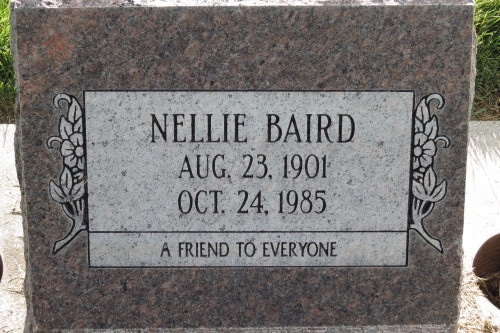 NELLIE BAIRD
AUG. 23, 1901
OCT. 24, 1985
A FRIEND TO EVERYONE